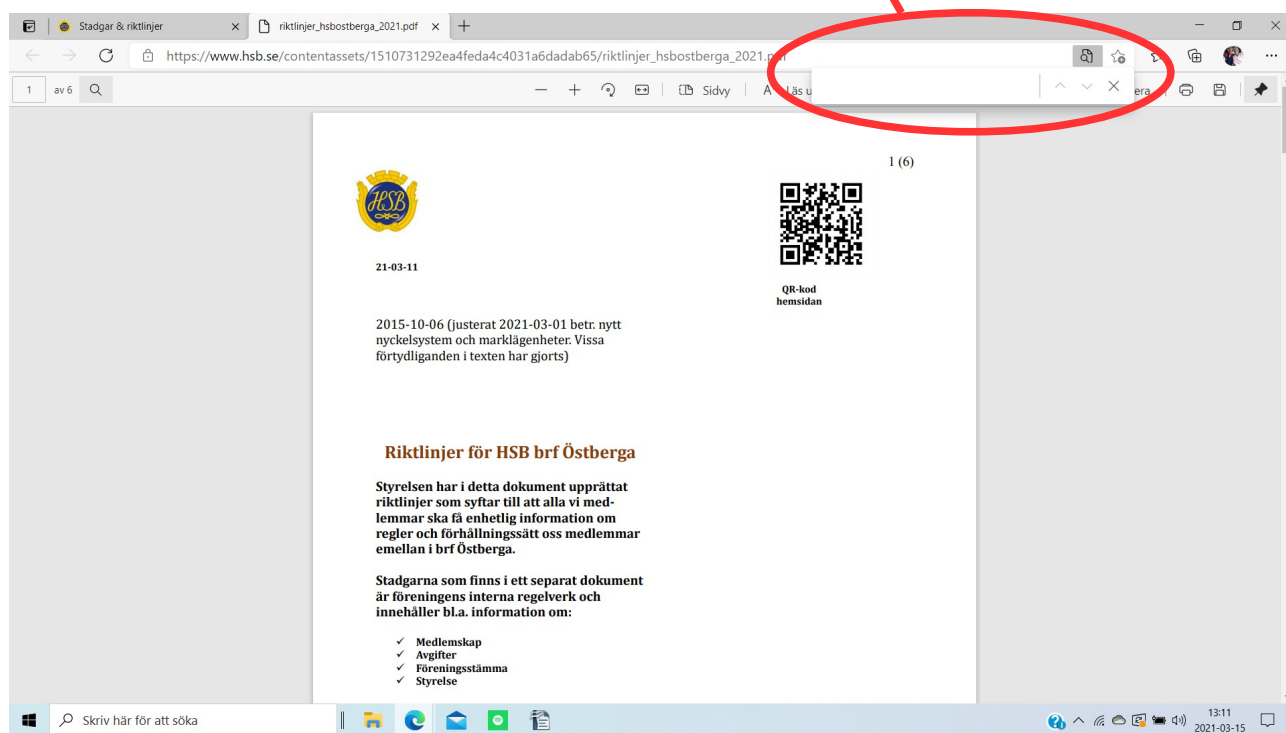 Stadgar & riktlinjer
riktlinjer_hsbostberga_2021.pdf
https://www.hsb.se/contentassets/1510731292ea4feda4c4031a6dadab65/riktlinjer_hsbostberga_2021.pdf
1 av 6
Sidvy
Läs u
era
1 (6)
HSB
21-03-11
QR-kod
hemsidan
2015-10-06 (justerat 2021-03-01 betr. nytt
nyckelsystem och marklägenheter. Vissa
förtydliganden i texten har gjorts)
Riktlinjer för HSB brf Östberga
Styrelsen har i detta dokument upprättat
riktlinjer som syftar till att alla vi med-
lemmar ska få enhetlig information om
regler och förhållningssätt oss medlemmar
emellan i brf Östberga.
Stadgarna som finns i ett separat dokument
är föreningens interna regelverk och
innehåller bl.a. information om:
✓ Medlemskap
✓ Avgifter
✓ Föreningsstämma
✓ Styrelse
Skriv här för att söka
13:11
2021-03-15